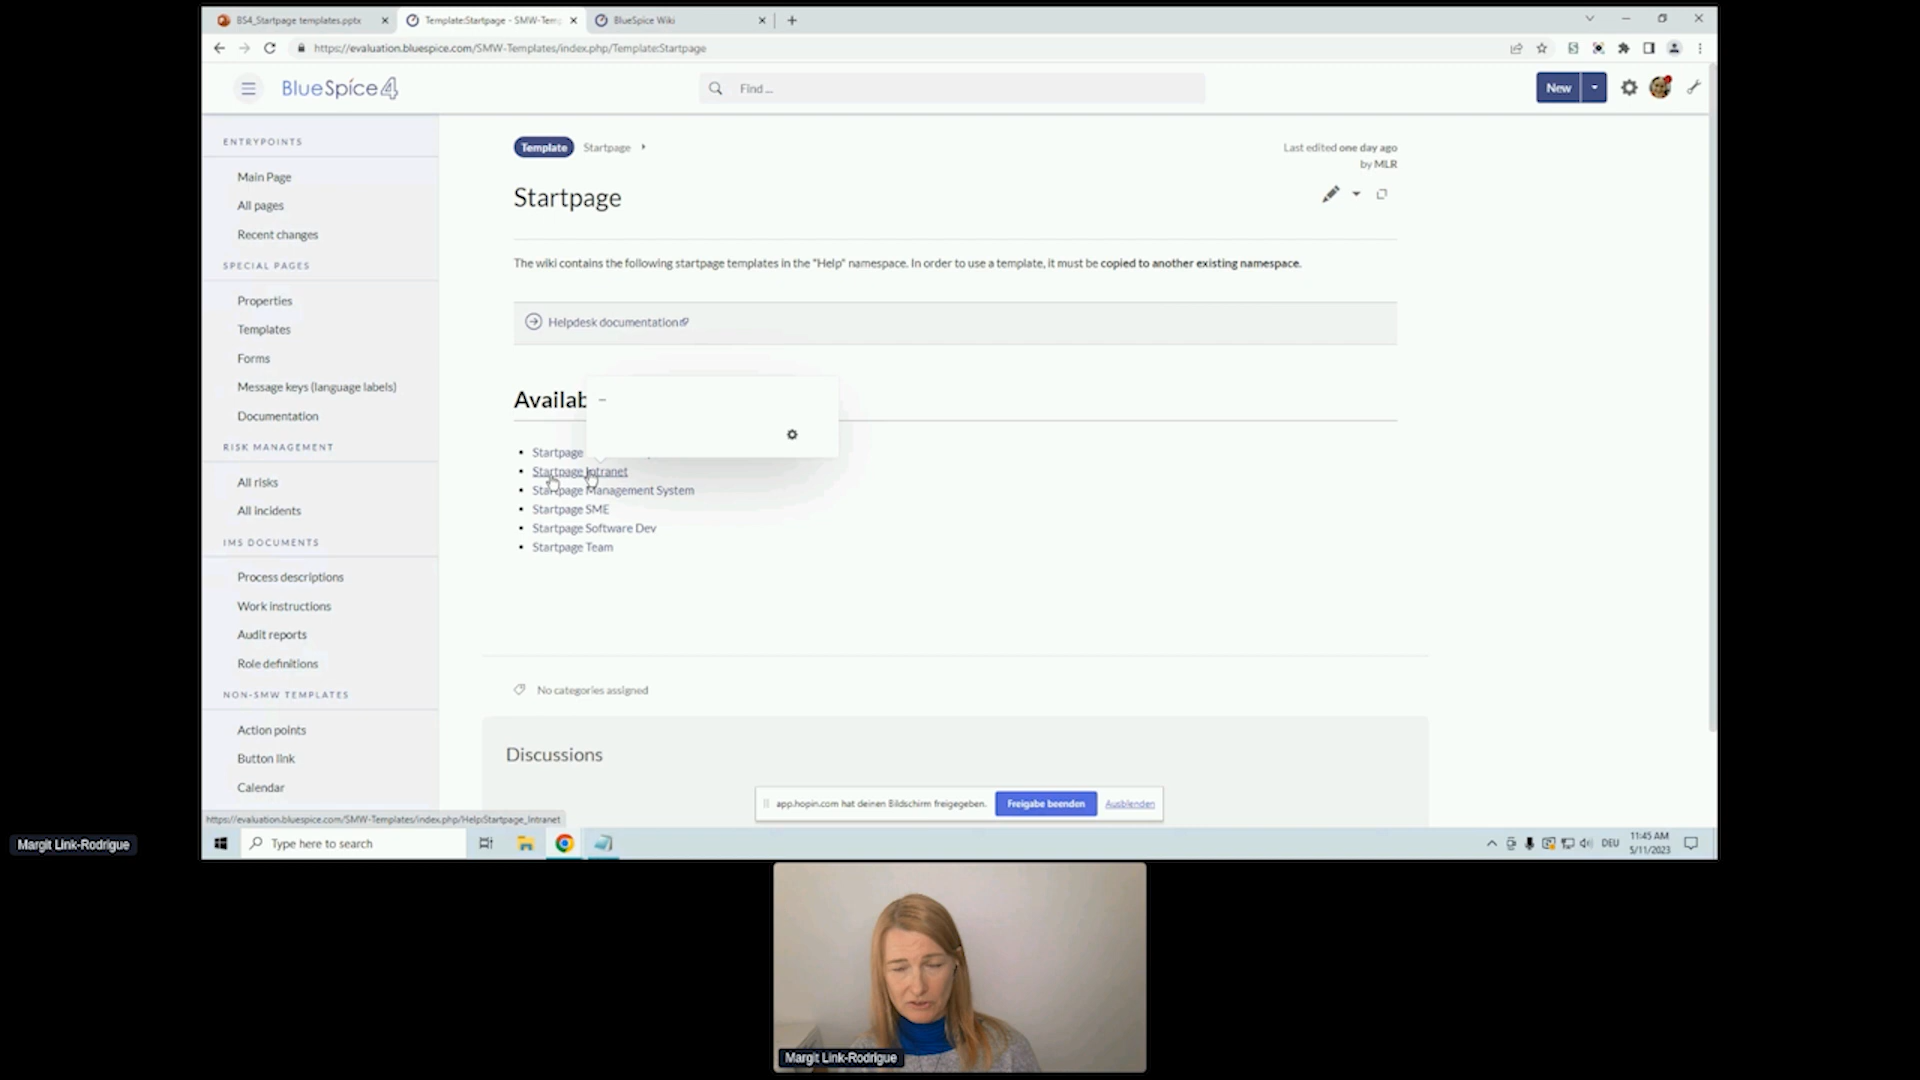 BS4_Startpage templates.pptx
Template:Startpage - SMW-Temp
BlueSpice Wiki
https://evaluation.bluespice.com/SMW-Templates/index.php/Template:Startpage
BlueSpice 4
Find ...
New
ENTRYPOINTS
Main Page
All pages
Recent changes
SPECIAL PAGES
Properties
Templates
Forms
Message keys (language labels)
Documentation
RISK MANAGEMENT
All risks
All incidents
IMS DOCUMENTS
Process descriptions
Work instructions
Audit reports
Role definitions
NON-SMW TEMPLATES
Action points
Button link
Calendar
Template Startpage
Last edited one day ago
by MLR
Startpage
The wiki contains the following startpage templates in the "Help" namespace. In order to use a template, it must be copied to another existing namespace.
Helpdesk documentation
Availab
–
Startpage
Startpage Intranet
Startpage Management System
Startpage SME
Startpage Software Dev
Startpage Team
No categories assigned
Discussions
app.hopin.com hat deinen Bildschirm freigegeben. Freigabe beenden Ausblenden
https://evaluation.bluespice.com/SMW-Templates/index.php/Help:Startpage_Intranet
Type here to search
DEU
11:45 AM
5/11/2023
Margit Link-Rodrigue
Margit Link-Rodrigue